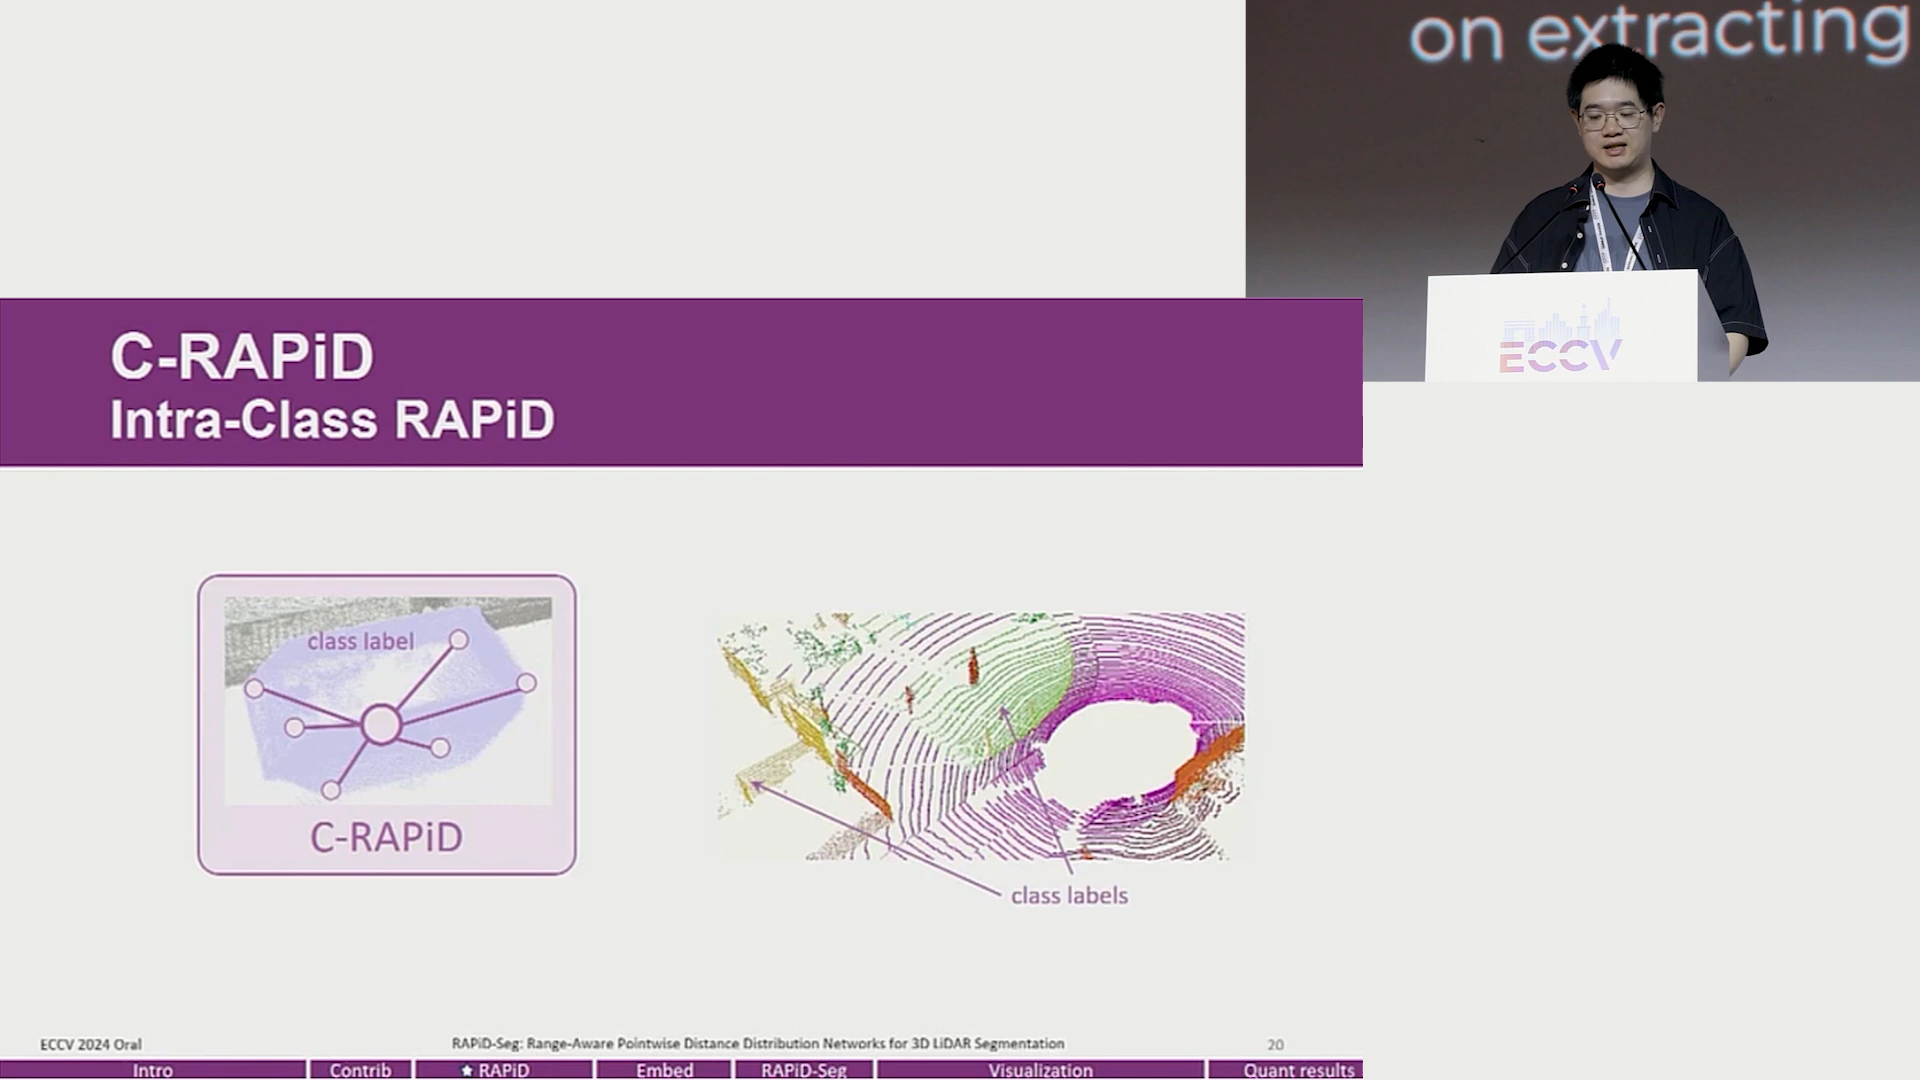 on extracting
ECCV
C-RAPiD
Intra-Class RAPiD
class label
C-RAPiD
class labels
ECCV 2024 Oral
RAPiD-Seg: Range-Aware Pointwise Distance Distribution Networks for 3D LiDAR Segmentation
20
Intro
Contrib
★ RAPiD
Embed
RAPiD-Seg
Visualization
Quant results